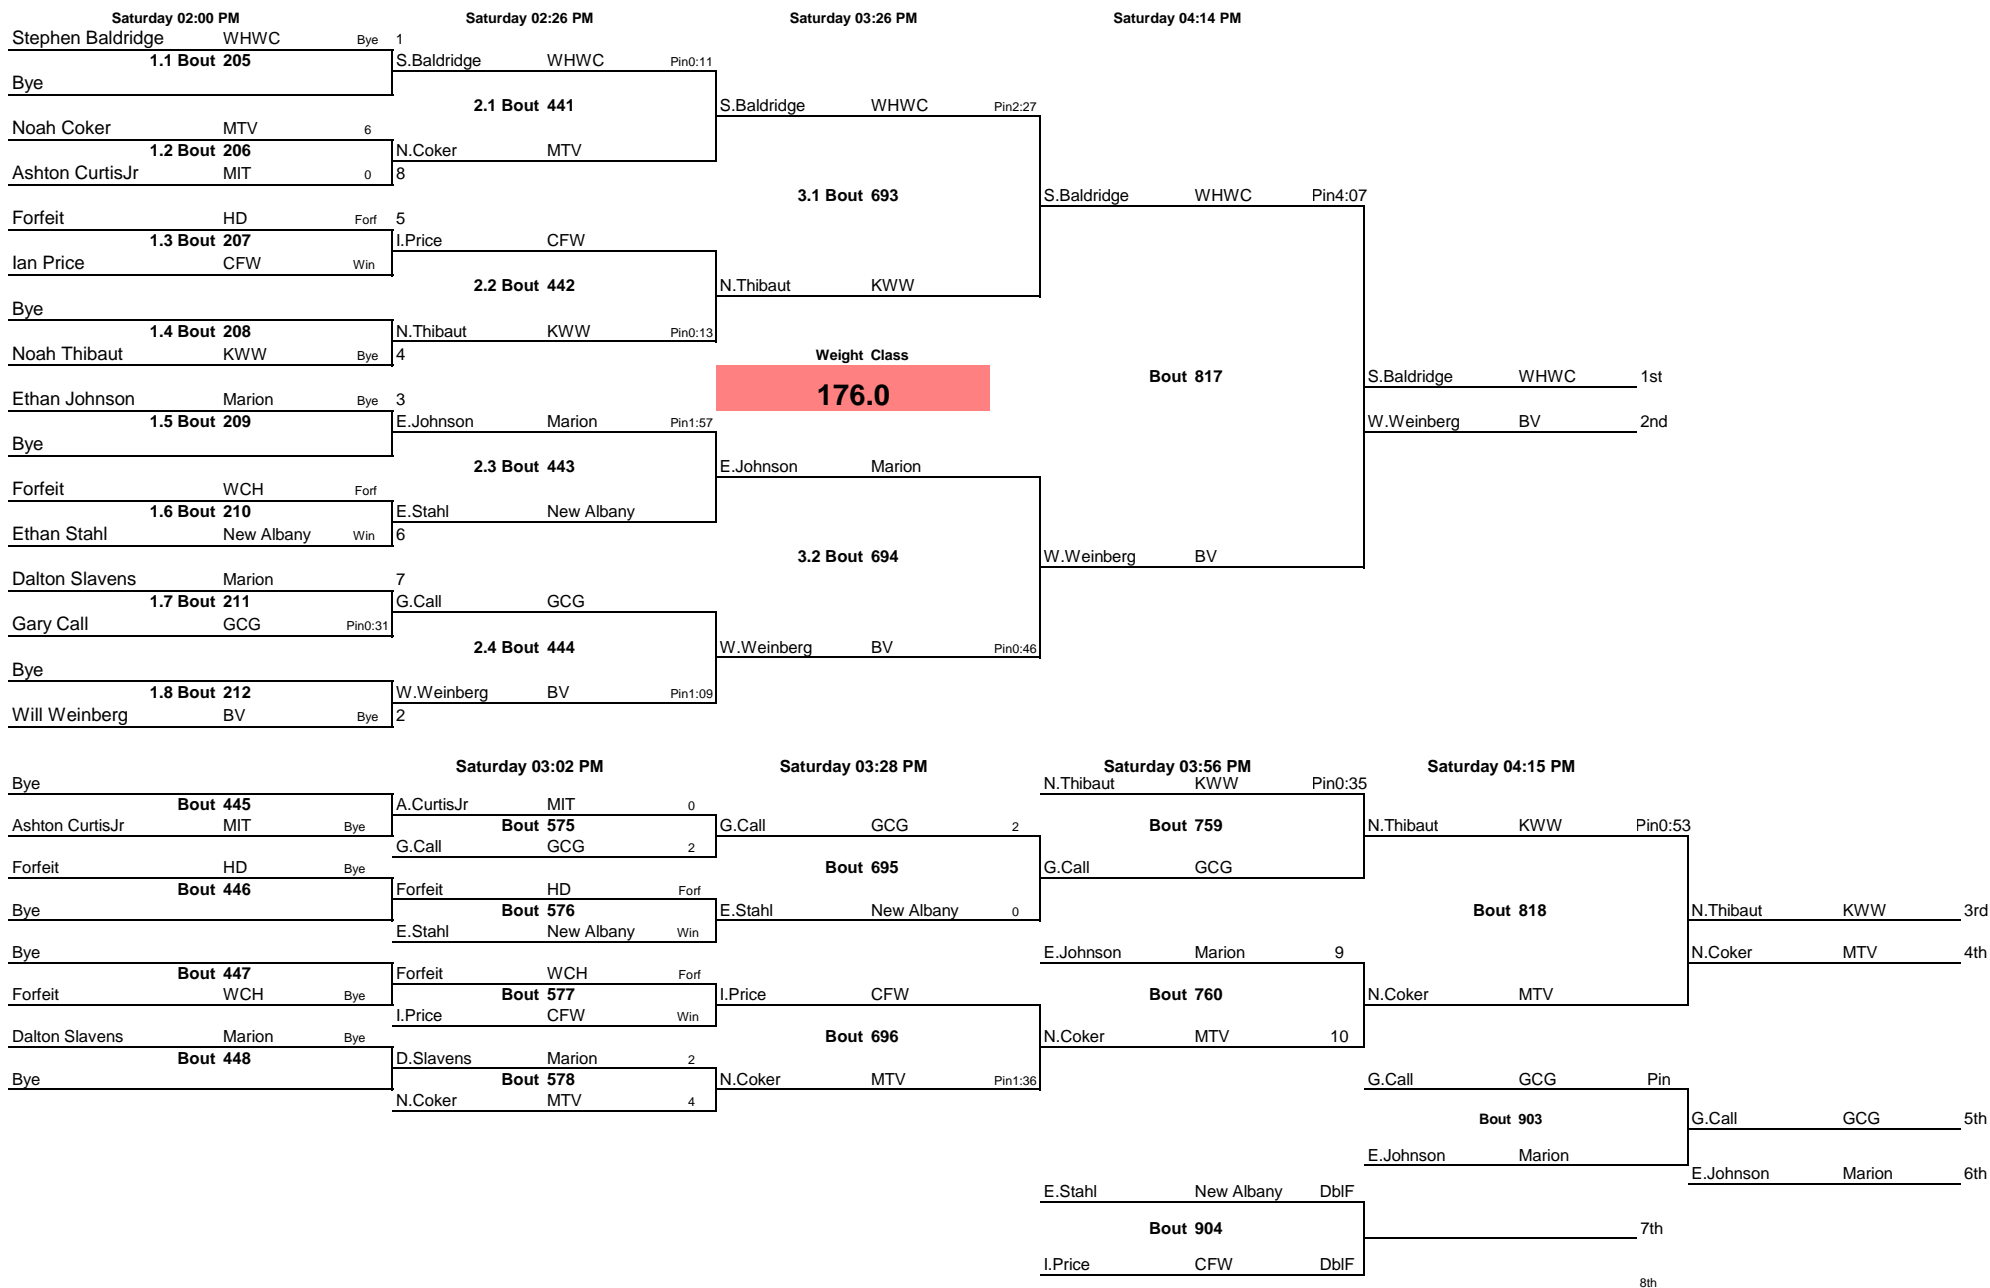 Saturday 02:00 PM Saturday 02:26 PM Saturday 03:26 PM Saturday 04:14 PM
Stephen Baldridge WHWC Bye 1
1.1 Bout 205 S.Baldridge WHWC Pin0:11
Bye
2.1 Bout 441 S.Baldridge WHWC Pin2:27
Noah Coker MTV 6
1.2 Bout 206 N.Coker MTV
Ashton CurtisJr MIT 0 8
3.1 Bout 693 S.Baldridge WHWC Pin4:07
Forfeit HD Forf 5
1.3 Bout 207 I.Price CFW
Ian Price CFW Win
2.2 Bout 442 N.Thibaut KWW
Bye
1.4 Bout 208 N.Thibaut KWW Pin0:13
Noah Thibaut KWW Bye 4 Weight Class
Bout 817 S.Baldridge WHWC 1st
Ethan Johnson Marion Bye 3 176.0
1.5 Bout 209 E.Johnson Marion Pin1:57 W.Weinberg BV 2nd
Bye
2.3 Bout 443 E.Johnson Marion
Forfeit WCH Forf
1.6 Bout 210 E.Stahl New Albany
Ethan Stahl New Albany Win 6
3.2 Bout 694 W.Weinberg BV
Dalton Slavens Marion 7
1.7 Bout 211 G.Call GCG
Gary Call GCG Pin0:31
2.4 Bout 444 W.Weinberg BV Pin0:46
Bye
1.8 Bout 212 W.Weinberg BV Pin1:09
Will Weinberg BV Bye 2
Saturday 03:02 PM Saturday 03:28 PM Saturday 03:56 PM Saturday 04:15 PM
Bye N.Thibaut KWW Pin0:35
Bout 445 A.CurtisJr MIT 0
Ashton CurtisJr MIT Bye Bout 575 G.Call GCG 2 Bout 759 N.Thibaut KWW Pin0:53
G.Call GCG 2
Forfeit HD Bye Bout 695 G.Call GCG
Bout 446 Forfeit HD Forf
Bye Bout 576 E.Stahl New Albany 0 Bout 818 N.Thibaut KWW 3rd
E.Stahl New Albany Win
Bye E.Johnson Marion 9 N.Coker MTV 4th
Bout 447 Forfeit WCH Forf
Forfeit WCH Bye Bout 577 I.Price CFW Bout 760 N.Coker MTV
I.Price CFW Win
Dalton Slavens Marion Bye Bout 696 N.Coker MTV 10
Bout 448 D.Slavens Marion 2
Bye Bout 578 N.Coker MTV Pin1:36 G.Call GCG Pin
N.Coker MTV 4
Bout 903 G.Call GCG 5th
E.Johnson Marion
E.Johnson Marion 6th
E.Stahl New Albany DblF
Bout 904 7th
I.Price CFW DblF
8th